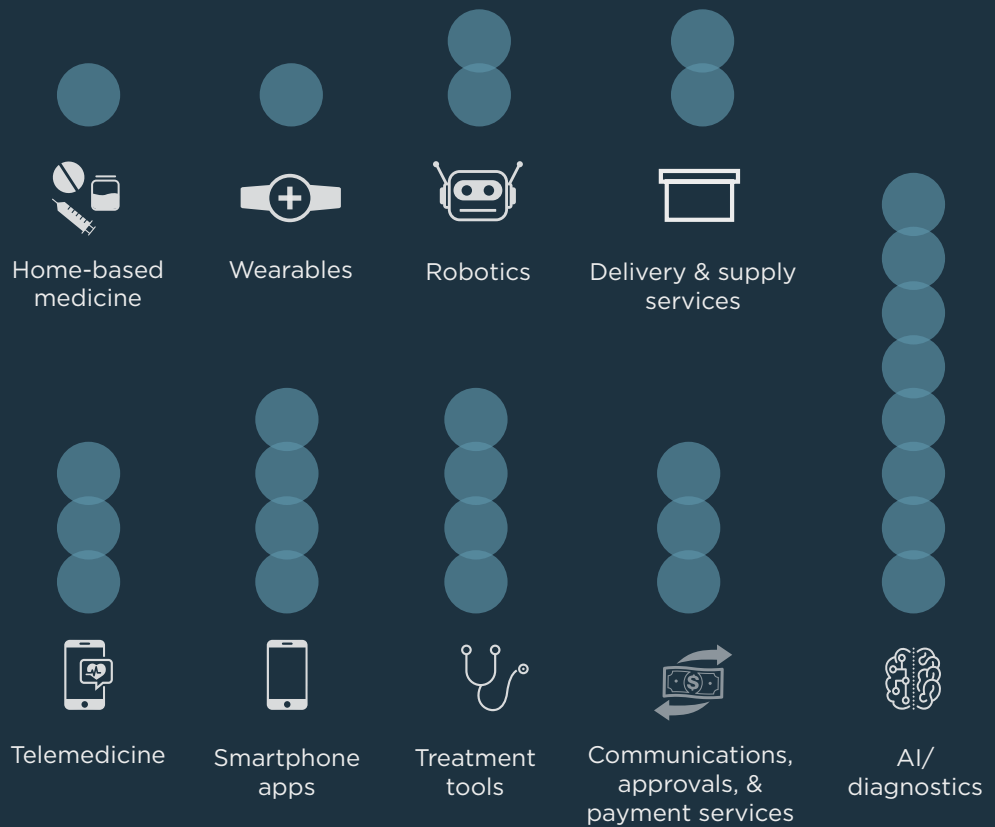 Home-based
medicine
Wearables
Robotics
Delivery & supply
services
Telemedicine
Smartphone
apps
Treatment
tools
$
Communications,
approvals, &
payment services
AI/
diagnostics